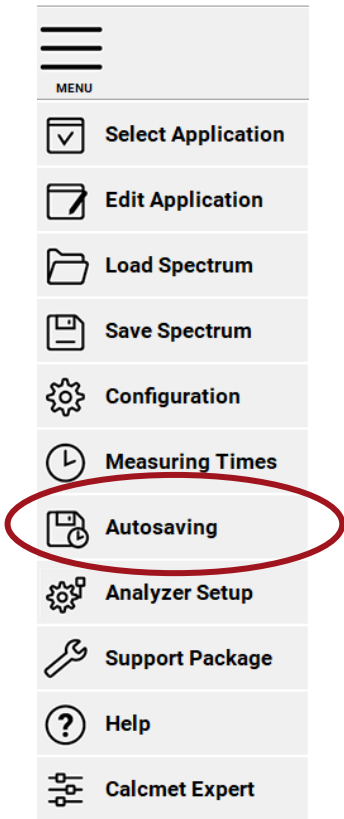 MENU
Select Application
Edit Application
Load Spectrum
Save Spectrum
Configuration
Measuring Times
Autosaving
Analyzer Setup
Support Package
Help
Calcmet Expert